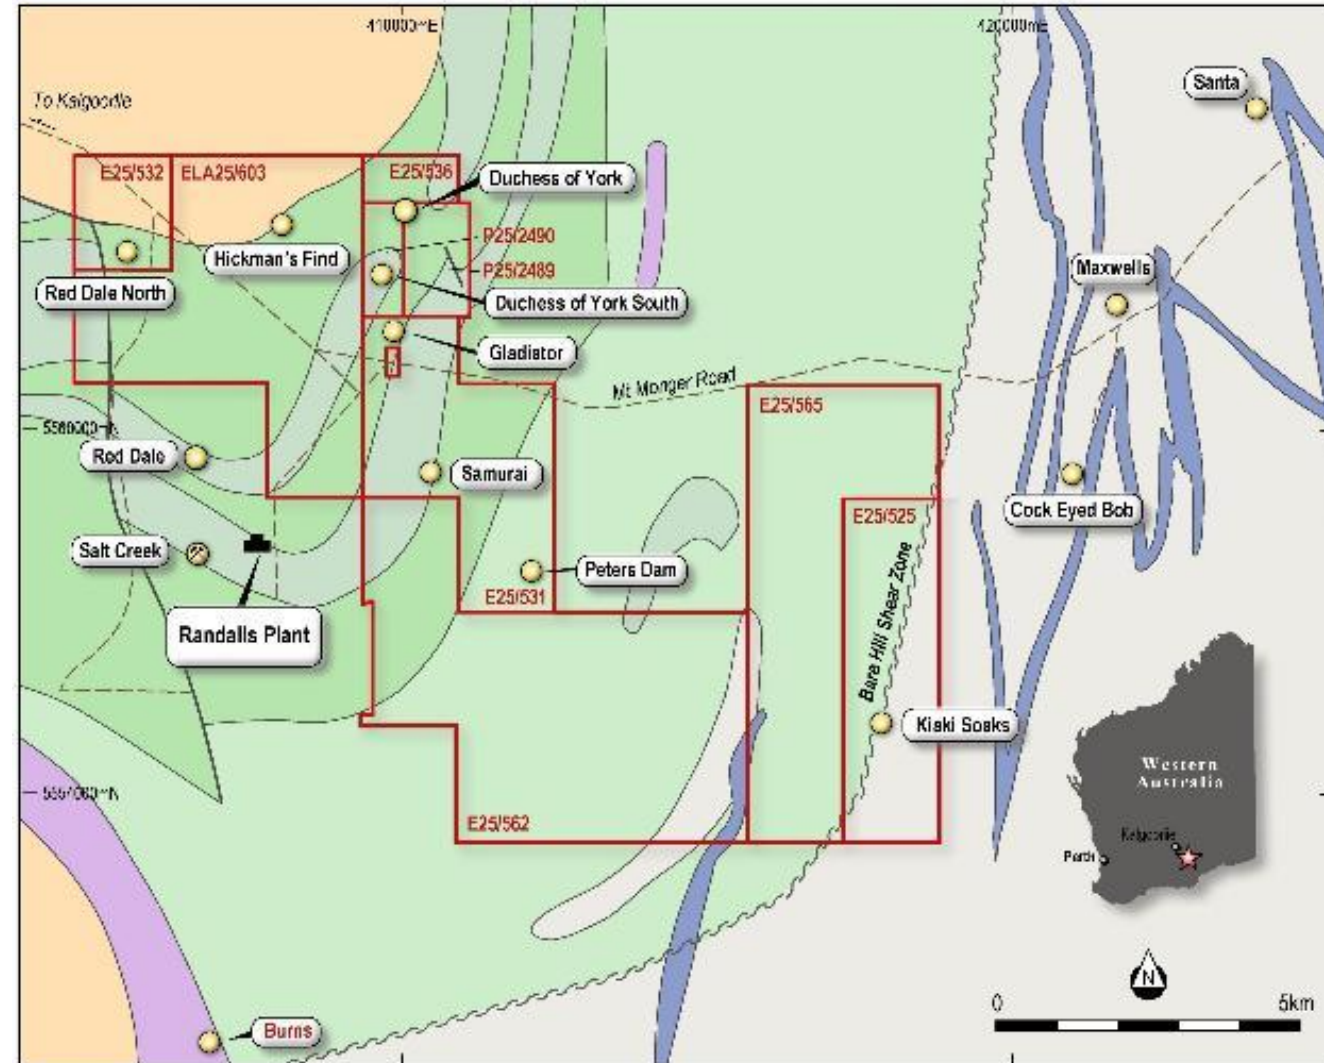 410000mE
420000mE
Santa
To Kalgoorlie
E25/532
ELA25/603
E25/536
Duchess of York
P25/2490
Hickman's Find
P25/2489
Maxwells
Red Dale North
Duchess of York South
Gladiator
Mt Monger Road
E25/565
Red Dale
Samurai
Cock Eyed Bob
E25/525
Salt Creek
Peters Dam
E25/531
Bare Hill Shear Zone
Randalls Plant
Kiaki Soaks
Western
Australia
E25/562
Kalgoorlie
Perth
N
0
5km
Burns